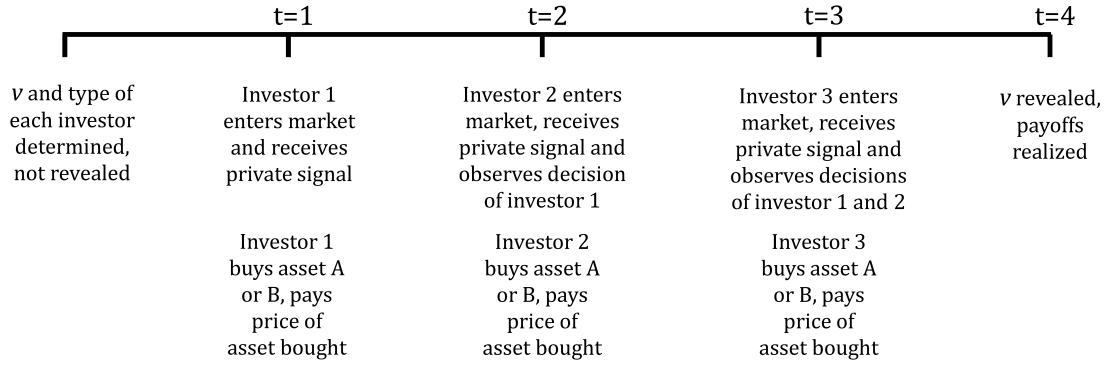 t=1
t=2
t=3
t=4
v and type of
each investor
determined,
not revealed
Investor 1
enters market
and receives
private signal
Investor 2 enters
market, receives
private signal and
observes decision
of investor 1
Investor 3 enters
market, receives
private signal and
observes decisions
of investor 1 and 2
v revealed,
payoffs
realized
Investor 1
buys asset A
or B, pays
price of
asset bought
Investor 2
buys asset A
or B, pays
price of
asset bought
Investor 3
buys asset A
or B, pays
price of
asset bought